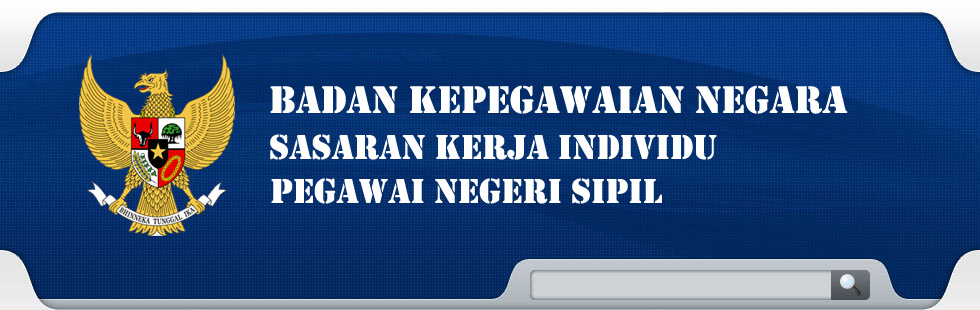 BADAN KEPEGAWAIAN NEGARA
SASARAN KERJA INDIVIDU
PEGAWAI NEGERI SIPIL
BHINNEKA TUNGGAL IKA